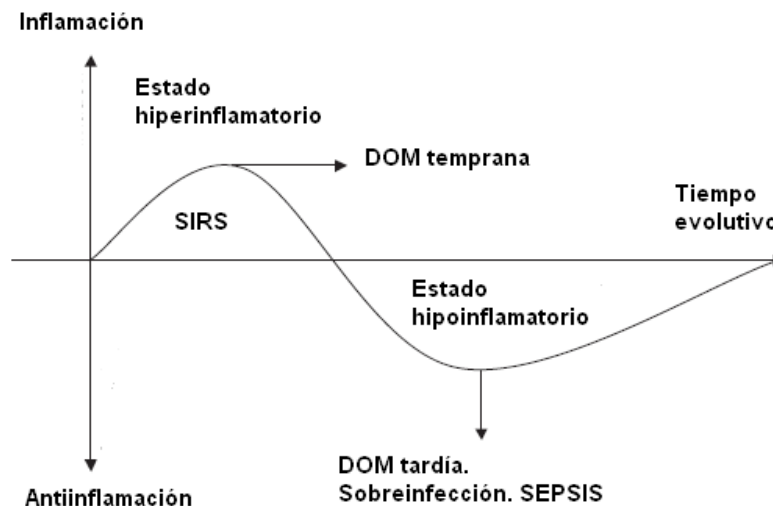 Inflamación
Estado
hiperinflamatorio
DOM temprana
SIRS
Tiempo
evolutivo
Estado
hipoinflamatorio
DOM tardía.
Sobreinfección. SEPSIS
Antiinflamación